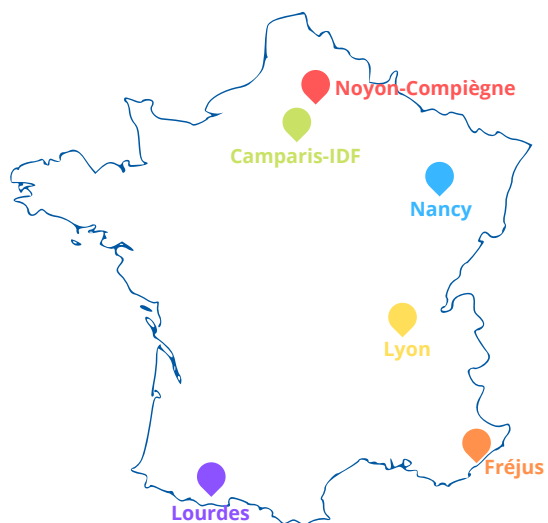 Noyon-Compiègne
Camparis-IDF
Nancy
Lyon
Fréjus
Lourdes